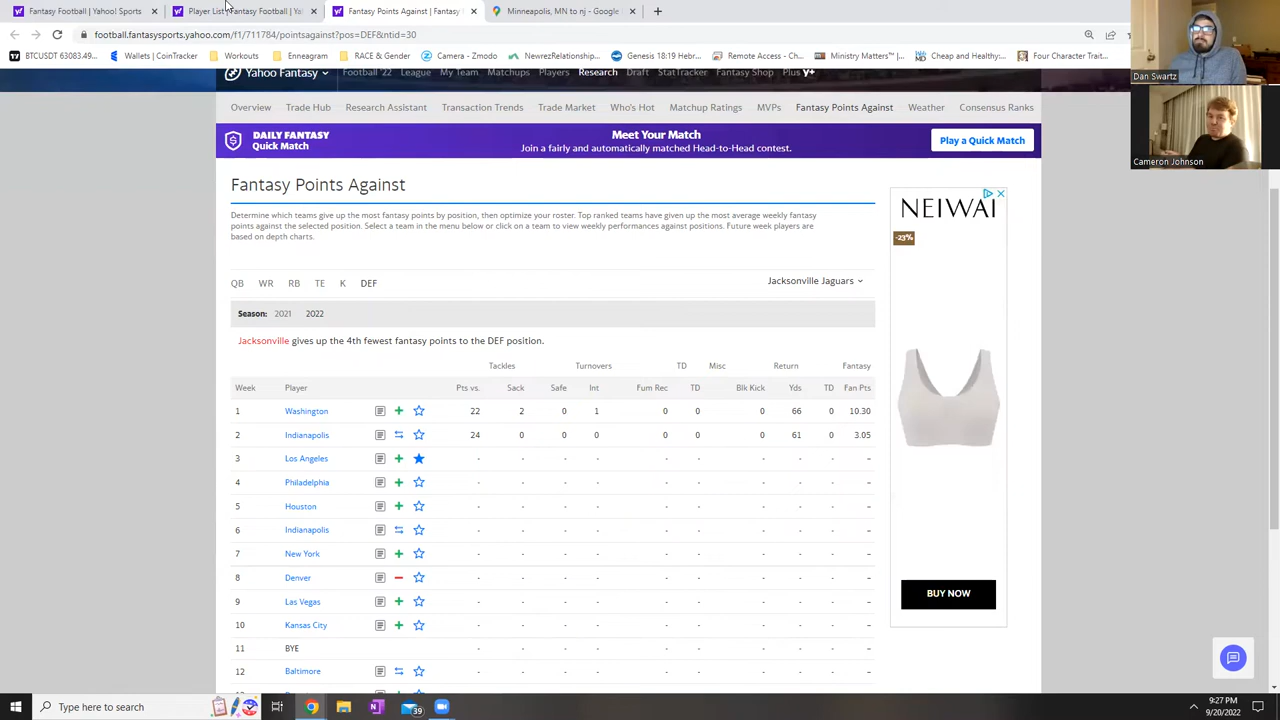 Fantasy Football | Yahoo! Sports
Player List | Fantasy Football | Ya
Fantasy Points Against | Fantasy
Minneapolis, MN to nj - Google
football.fantasysports.yahoo.com/f1/711784/pointsagainst?pos=DEF&ntid=30
BTCUSDT 63083.49... Wallets | CoinTracker Workouts Enneagram RACE & Gender Camera - Zmodo NewrezRelationship... Genesis 18:19 Hebr... Remote Access - Ch... Ministry Matters™ |... Cheap and Healthy:... Four Character Trait...
Yahoo Fantasy Football '22 League My Team Matchups Players Research Draft StatTracker Fantasy Shop Plus y+
Overview Trade Hub Research Assistant Transaction Trends Trade Market Who's Hot Matchup Ratings MVPs Fantasy Points Against Weather Consensus Ranks
DAILY FANTASY
Quick Match
Meet Your Match
Join a fairly and automatically matched Head-to-Head contest.
Play a Quick Match
Fantasy Points Against
Determine which teams give up the most fantasy points by position, then optimize your roster. Top ranked teams have given up the most average weekly fantasy
points against the selected position. Select a team in the menu below or click on a team to view weekly performances against positions. Future week players are
based on depth charts.
QB WR RB TE K DEF
Jacksonville Jaguars
Season: 2021 2022
Jacksonville gives up the 4th fewest fantasy points to the DEF position.
Tackles Turnovers TD Misc Return Fantasy
Week Player Pts vs. Sack Safe Int Fum Rec TD Blk Kick Yds TD Fan Pts
1 Washington 22 2 0 1 0 0 0 66 0 10.30
2 Indianapolis 24 0 0 0 0 0 0 61 0 3.05
3 Los Angeles - - - - - - - - - -
4 Philadelphia - - - - - - - - - -
5 Houston - - - - - - - - - -
6 Indianapolis - - - - - - - - - -
7 New York - - - - - - - - - -
8 Denver - - - - - - - - - -
9 Las Vegas - - - - - - - - - -
10 Kansas City - - - - - - - - - -
11 BYE - - - - - - - - - -
12 Baltimore - - - - - - - - - -
NEIWAI
-23%
BUY NOW
Dan Swartz
Cameron Johnson
Type here to search
39
9:27 PM
9/20/2022